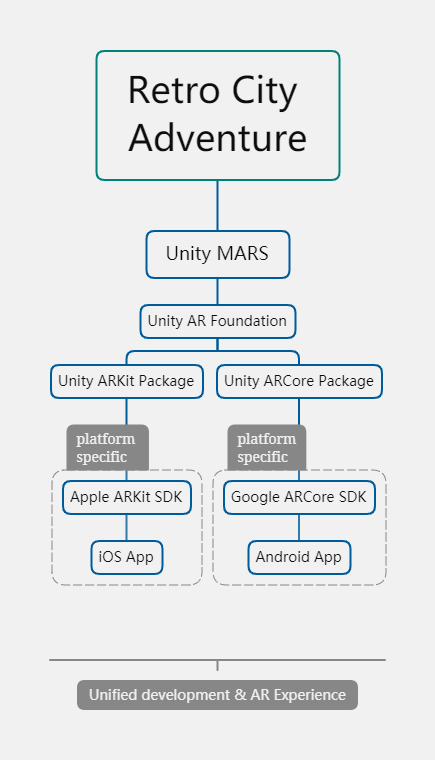 Retro City
Adventure
Unity MARS
Unity AR Foundation
Unity ARKit Package
Unity ARCore Package
platform
specific
platform
specific
Apple ARKit SDK
Google ARCore SDK
iOS App
Android App
Unified development & AR Experience